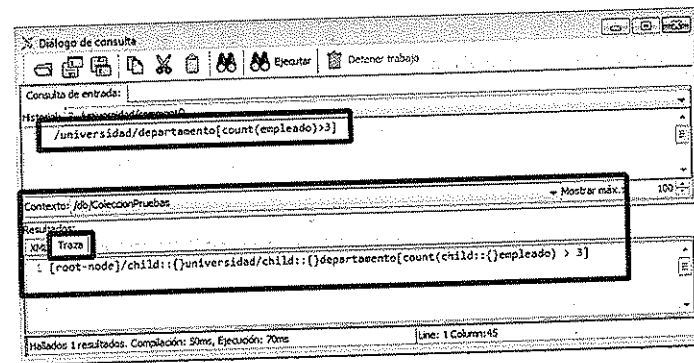 Diálogo de consulta
Ejecutar Detener trabajo
Consulta de entrada:
/universidad/departamento[count(empleado)>3]
Contexto: /db/ColeccionPruebas Mostrar máx.: 100
Resultados:
XML Traza
1 [root-node]/child::{}universidad/child::{}departamento[count(child::{}empleado) > 3]
Hallados 1 resultados. Compilación: 50ms, Ejecución: 70ms Line: 1 Column:45